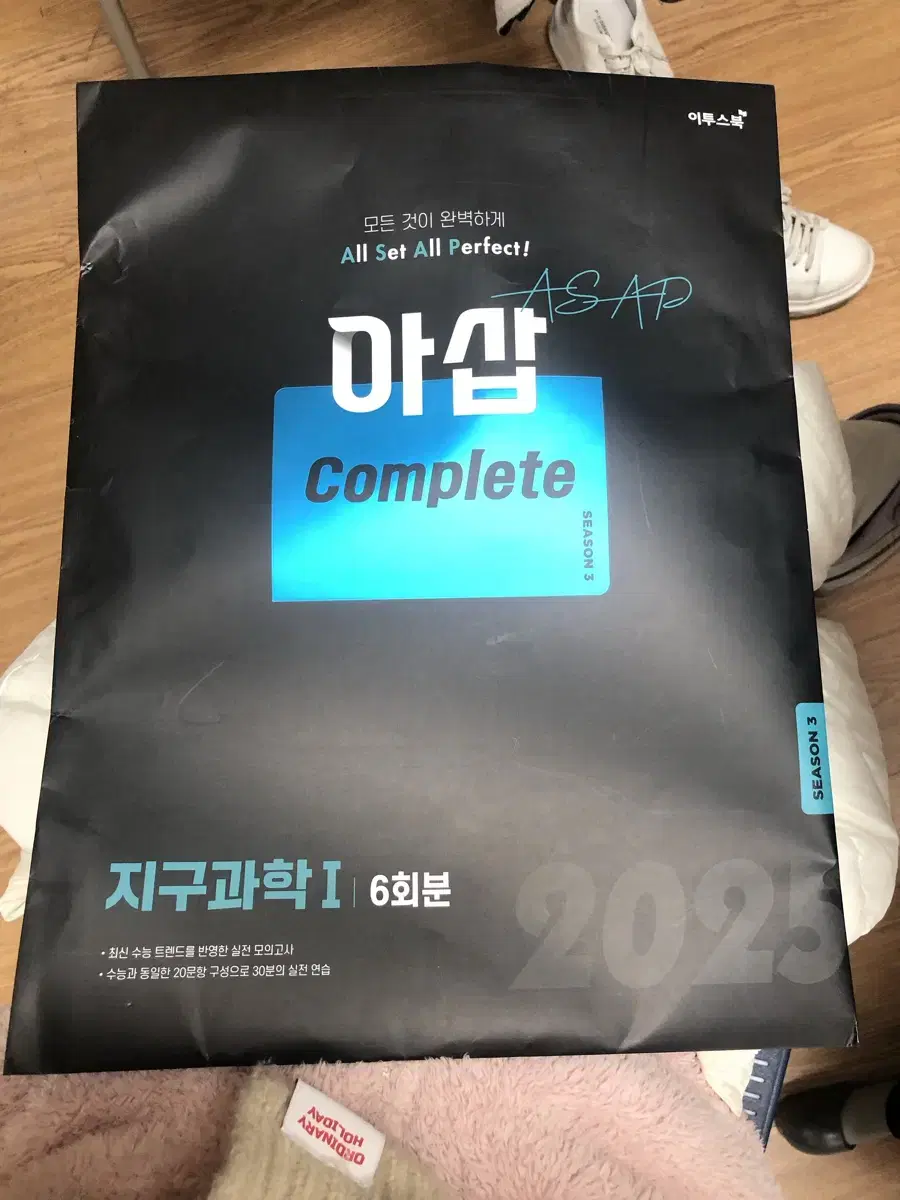 이투스북
모든 것이 완벽하게
All Set All Perfect!
ASAP
아삽
Complete
SEASON 3
SEASON 3
지구과학 I | 6회분
2025
• 최신 수능 트렌드를 반영한 실전 모의고사
• 수능과 동일한 20문항 구성으로 30분의 실전 연습
ORDINARY
HOLIDAY